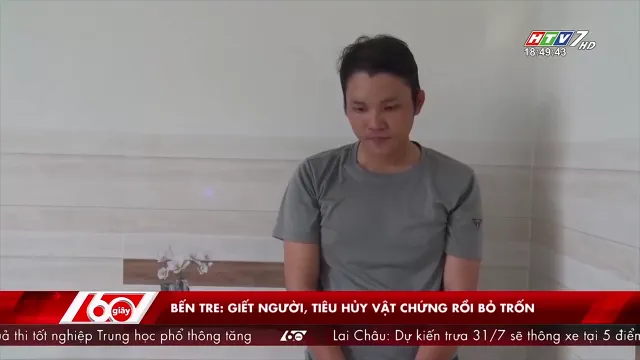 HTV7 HD
18:49:43
60 giây
BẾN TRE: GIẾT NGƯỜI, TIÊU HỦY VẬT CHỨNG RỒI BỎ TRỐN
uả thi tốt nghiệp Trung học phổ thông tăng 60 Lai Châu: Dự kiến trưa 31/7 sẽ thông xe tại 5 điể